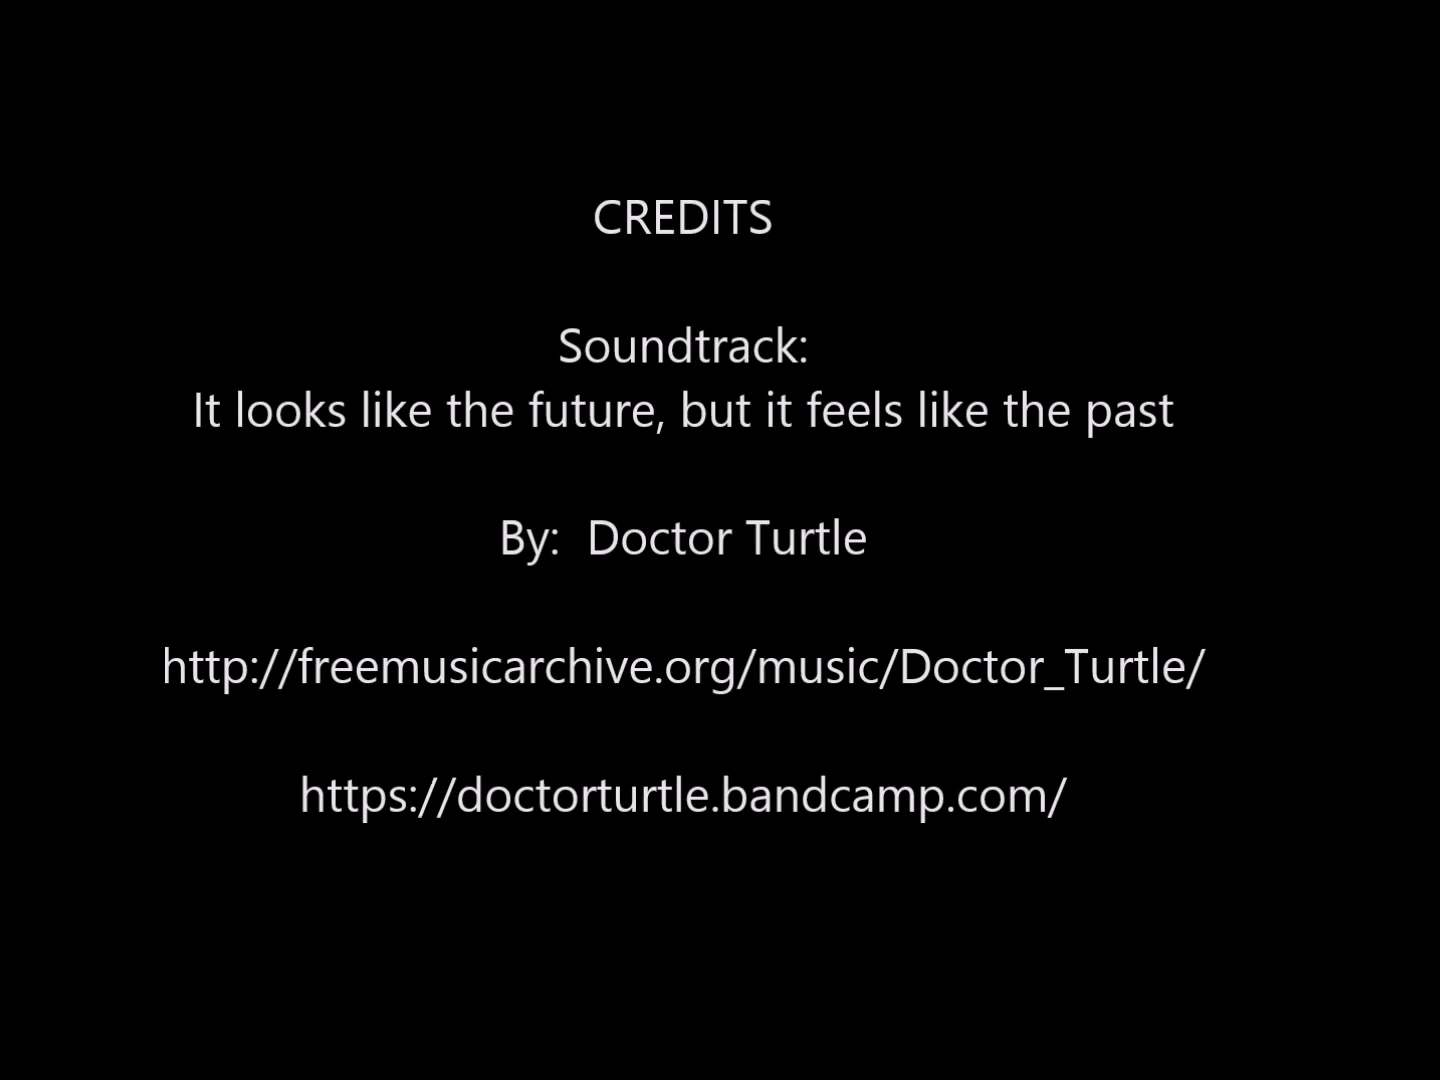 CREDITS
Soundtrack:
It looks like the future, but it feels like the past
By:  Doctor Turtle
http://freemusicarchive.org/music/Doctor_Turtle/
https://doctorturtle.bandcamp.com/